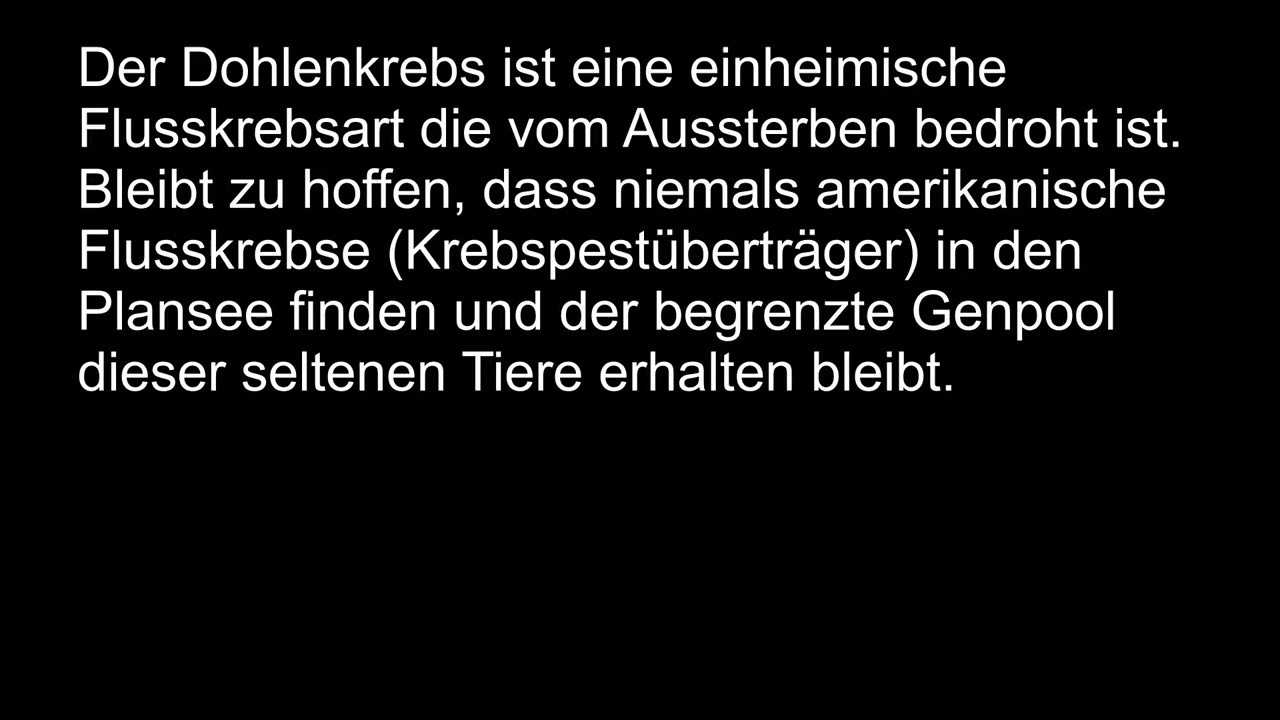 Der Dohlenkrebs ist eine einheimische
Flusskrebsart die vom Aussterben bedroht ist.
Bleibt zu hoffen, dass niemals amerikanische
Flusskrebse (Krebspestüberträger) in den
Plansee finden und der begrenzte Genpool
dieser seltenen Tiere erhalten bleibt.